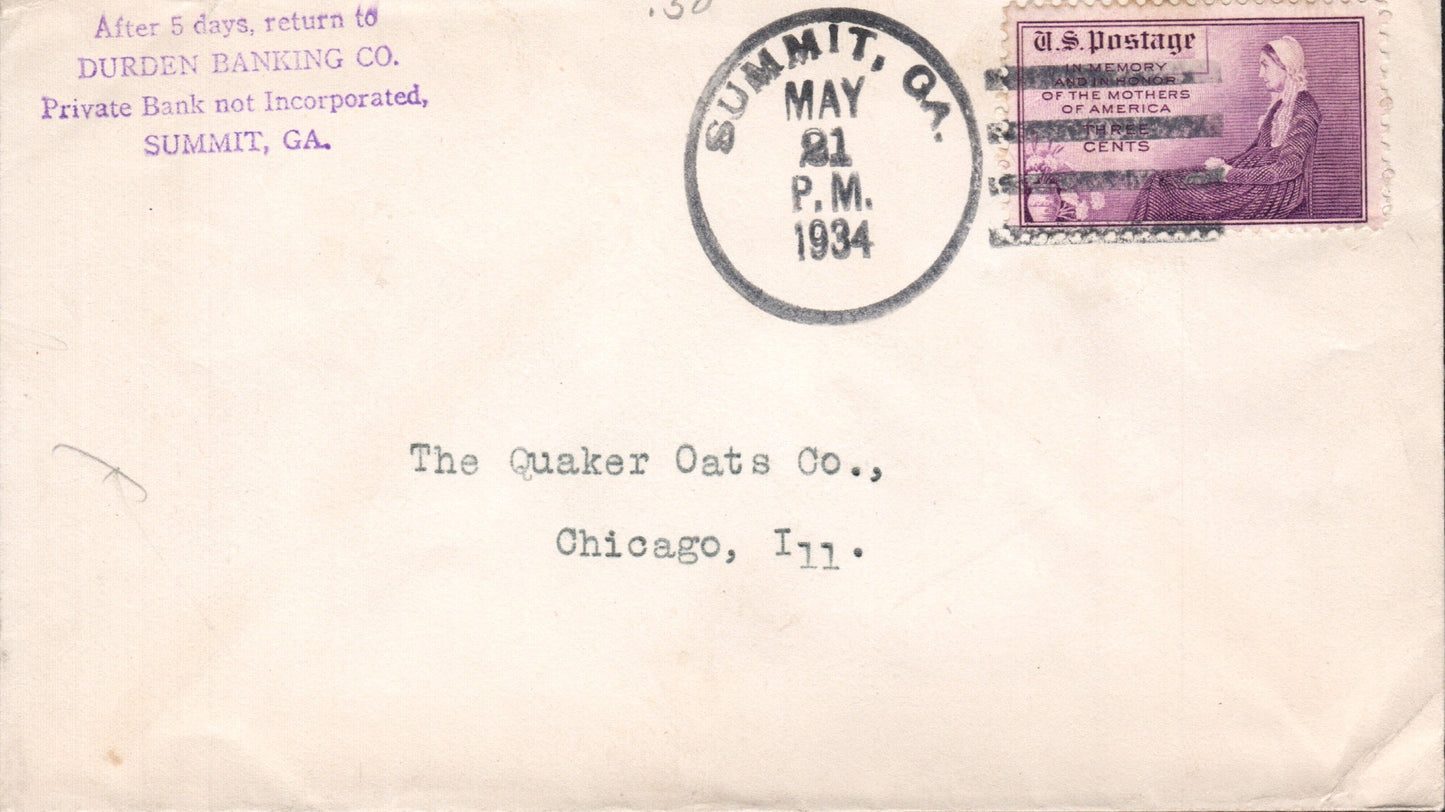 After 5 days, return to
DURDEN BANKING CO.
Private Bank not Incorporated,
SUMMIT, GA.
.30
SUMMIT, GA.
MAY
21
P.M.
1934
U.S. Postage
IN MEMORY
AND IN HONOR
OF THE MOTHERS
OF AMERICA
THREE
CENTS
The Quaker Oats Co.,
Chicago, Ill.